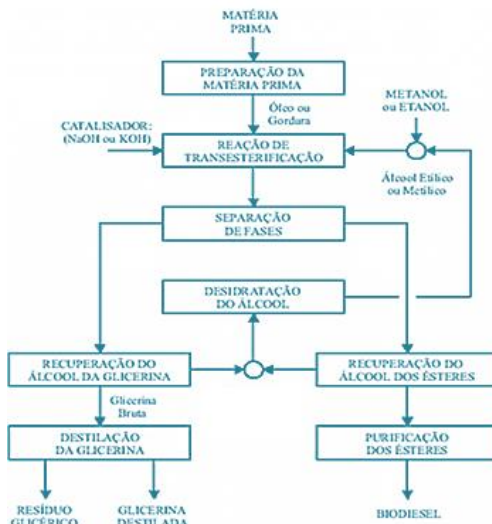 MATÉRIA
PRIMA
PREPARAÇÃO DA
MATÉRIA PRIMA
METANOL
ou ETANOL
Óleo ou
Gordura
CATALISADOR:
(NaOH ou KOH)
REAÇÃO DE
TRANSESTERIFICAÇÃO
Álcool Etílico
ou Metílico
SEPARAÇÃO
DE FASES
DESIDRATAÇÃO
DO ÁLCOOL
RECUPERAÇÃO DO
ÁLCOOL DA GLICERINA
RECUPERAÇÃO DO
ÁLCOOL DOS ÉSTERES
Glicerina
Bruta
DESTILAÇÃO
DA GLICERINA
PURIFICAÇÃO
DOS ÉSTERES
RESÍDUO
GLICÉRICO
GLICERINA
DESTILADA
BIODIESEL